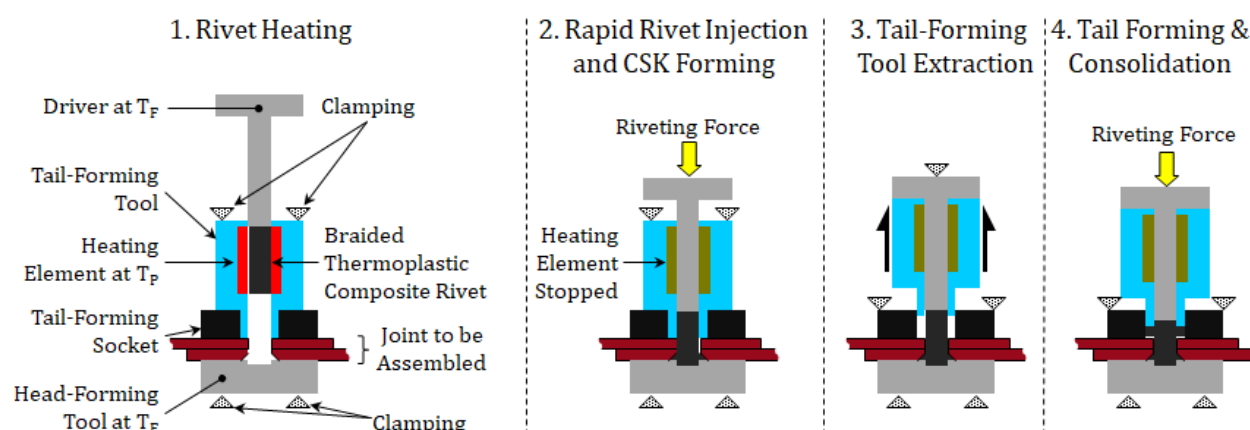 1. Rivet Heating
Driver at T_F
Clamping
Tail-Forming
Tool
Heating
Element at T_P
Braided
Thermoplastic
Composite Rivet
Tail-Forming
Socket
Joint to be
Assembled
Head-Forming
Tool at T_F
Clamping
2. Rapid Rivet Injection
and CSK Forming
Riveting Force
Heating
Element
Stopped
3. Tail-Forming
Tool Extraction
4. Tail Forming &
Consolidation
Riveting Force